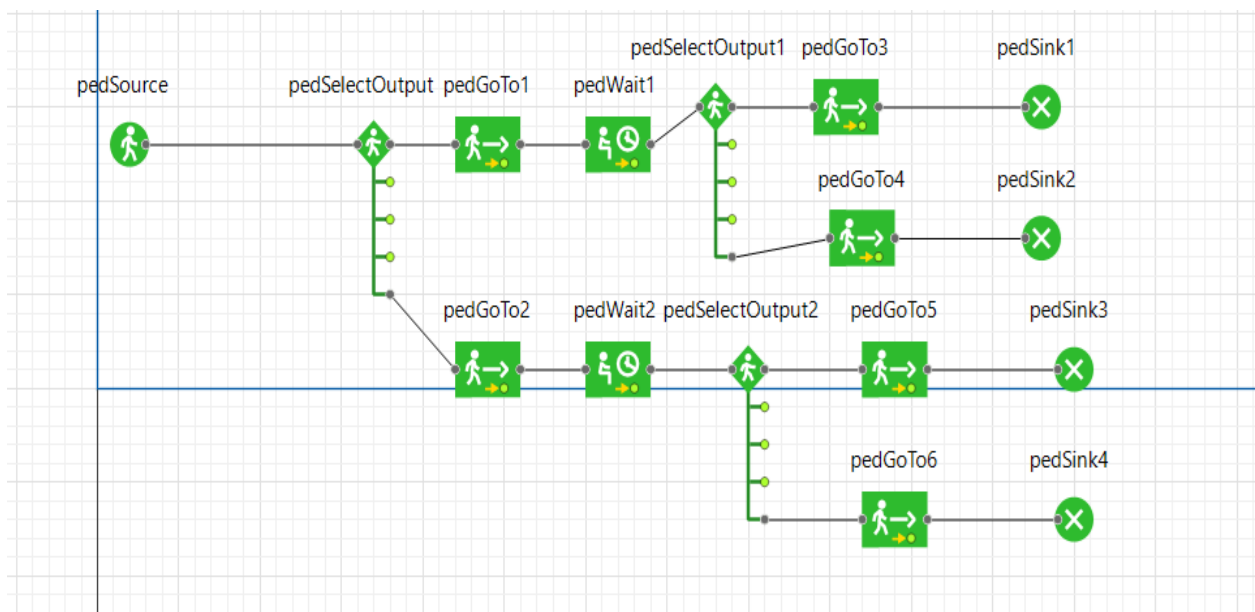 pedSelectOutput1 pedGoTo3 pedSink1
pedSource pedSelectOutput pedGoTo1 pedWait1
pedGoTo4 pedSink2
pedGoTo2 pedWait2 pedSelectOutput2 pedGoTo5 pedSink3
pedGoTo6 pedSink4